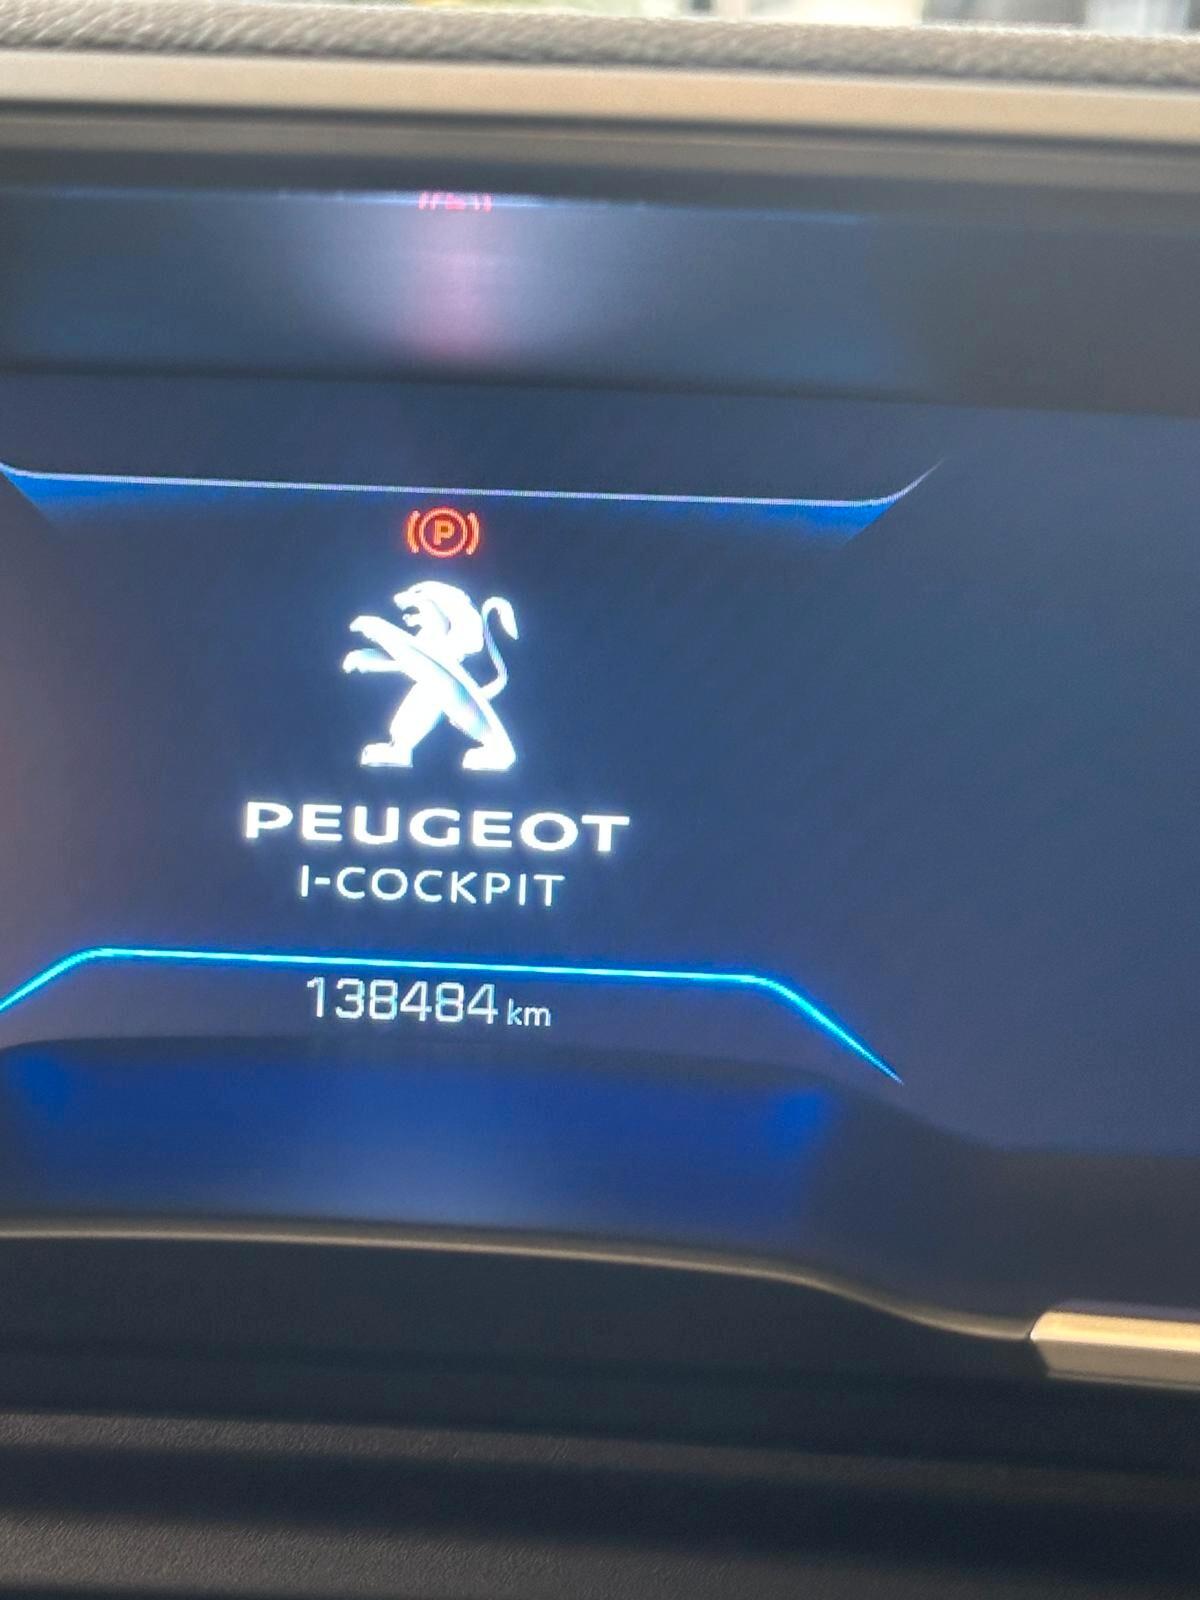 P
PEUGEOT
I-COCKPIT
138484 km